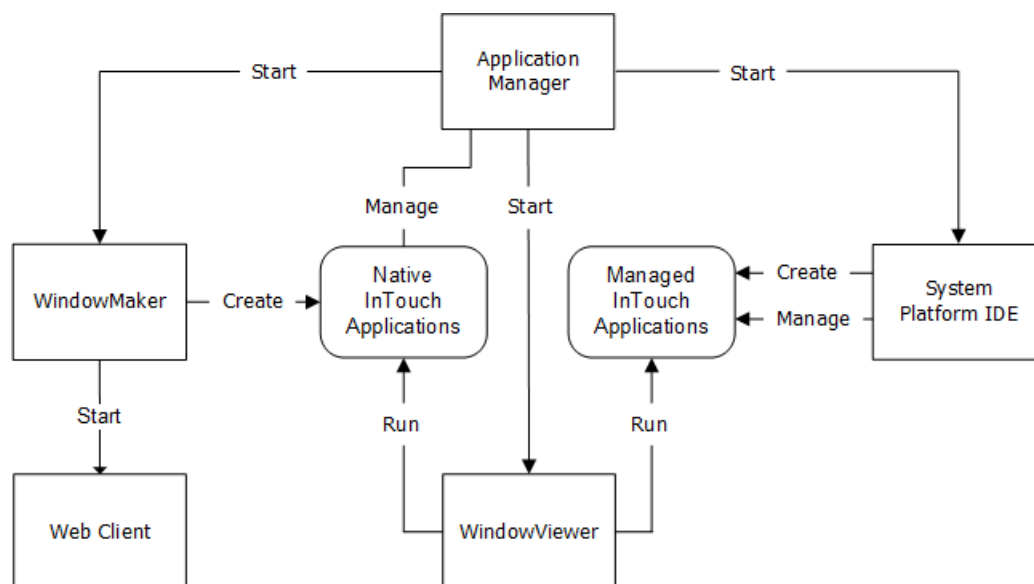 Application
Manager
Start
Start
Manage
Start
WindowMaker
Create
Native
InTouch
Applications
Managed
InTouch
Applications
Create
Manage
System
Platform IDE
Start
Run
Run
Web Client
WindowViewer